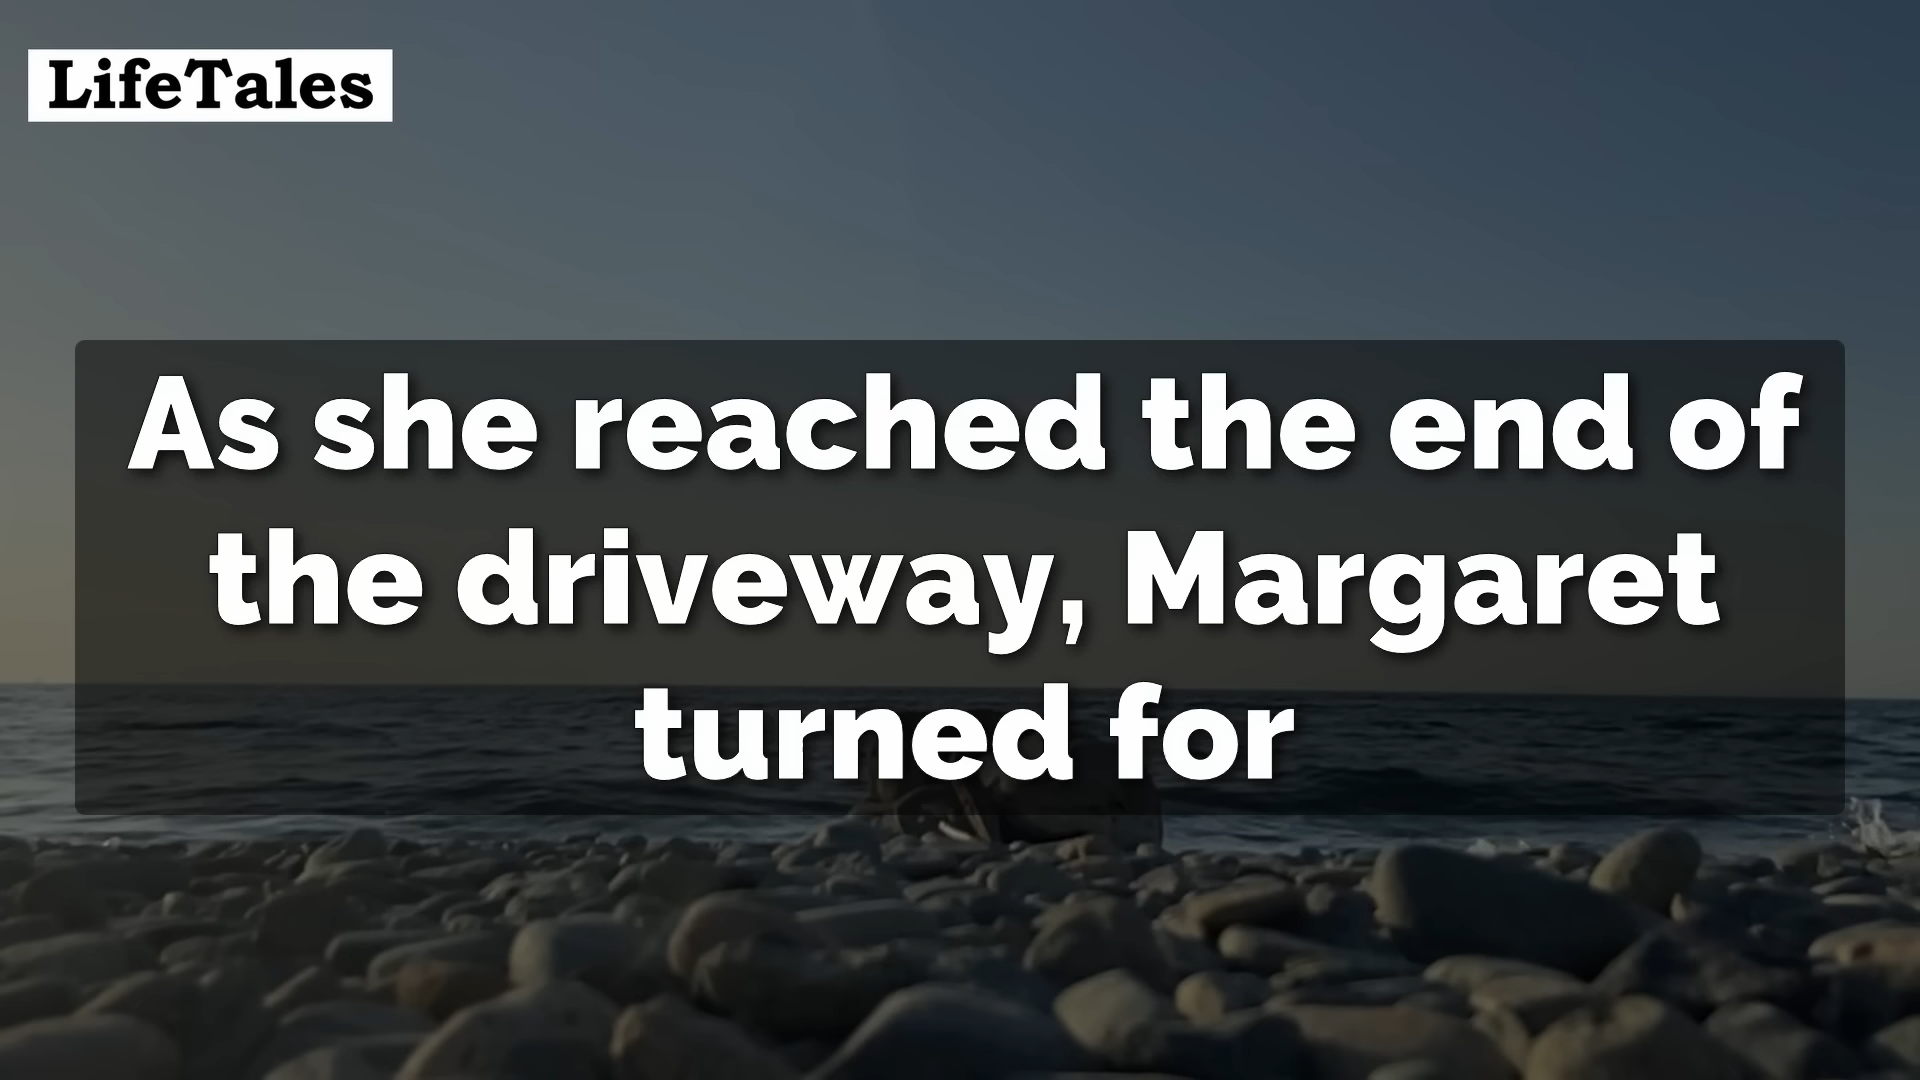 LifeTales
As she reached the end of
the driveway, Margaret
turned for